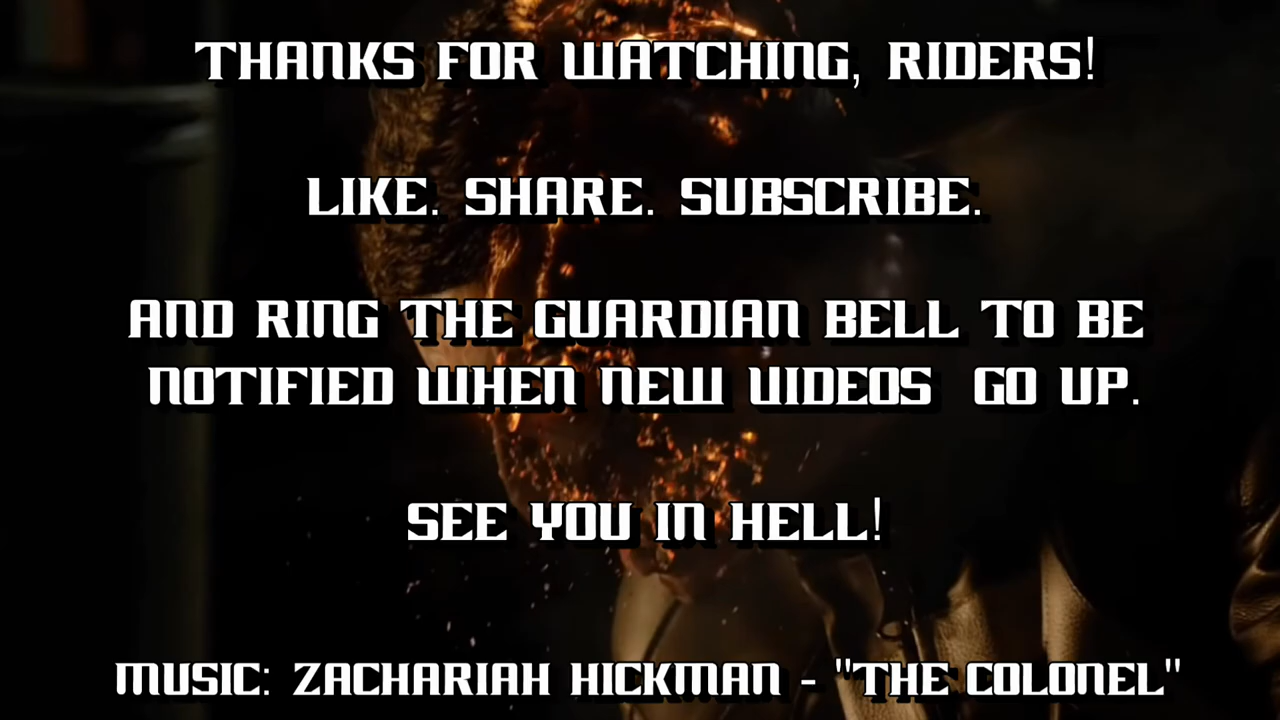 THANKS FOR WATCHING, RIDERS!
LIKE. SHARE. SUBSCRIBE.
AND RING THE GUARDIAN BELL TO BE
NOTIFIED WHEN NEW VIDEOS GO UP.
SEE YOU IN HELL!
MUSIC: ZACHARIAH HICKMAN - "THE COLONEL"